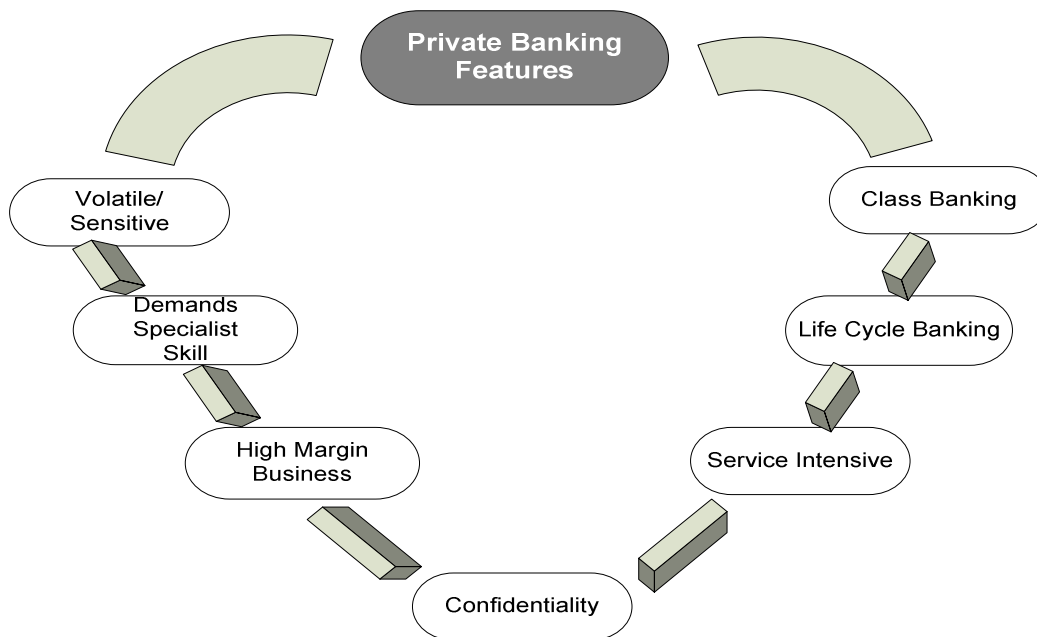 Private Banking
Features
Volatile/
Sensitive
Class Banking
Demands
Specialist
Skill
Life Cycle Banking
High Margin
Business
Service Intensive
Confidentiality